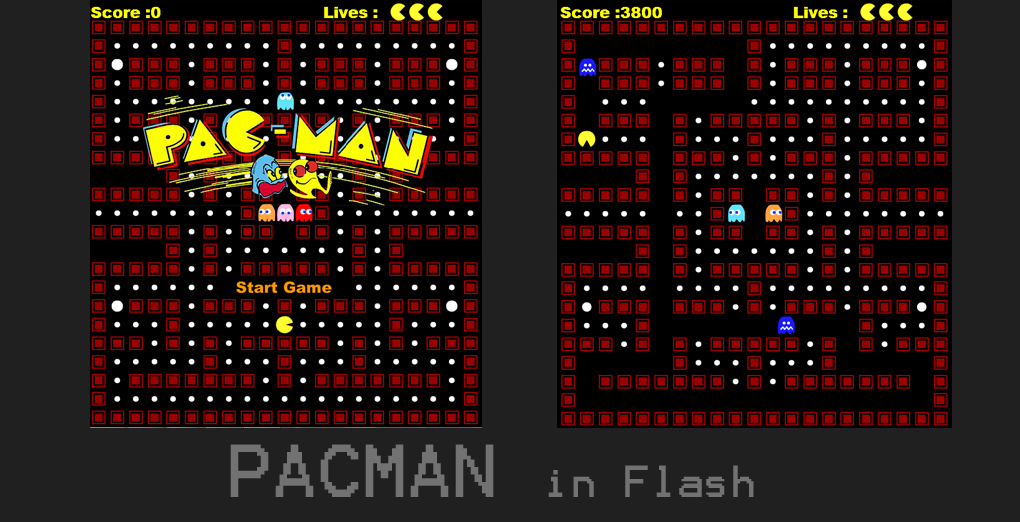 Score :0 Lives :
PAC-MAN
Start Game
Score :3800 Lives :
PACMAN in Flash